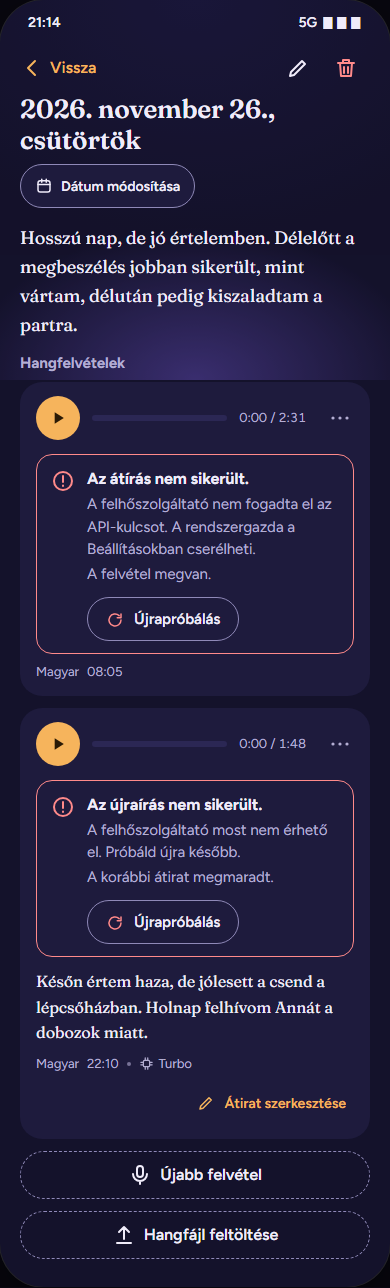 21:14
5G
Vissza
2026. november 26.,
csütörtök
Dátum módosítása
Hosszú nap, de jó értelemben. Délelőtt a
megbeszélés jobban sikerült, mint
vártam, délután pedig kiszaladtam a
partra.
Hangfelvételek
0:00 / 2:31
Az átírás nem sikerült.
A felhőszolgáltató nem fogadta el az
API-kulcsot. A rendszergazda a
Beállításokban cserélheti.
A felvétel megvan.
Újrapróbálás
Magyar 08:05
0:00 / 1:48
Az újraírás nem sikerült.
A felhőszolgáltató most nem érhető
el. Próbáld újra később.
A korábbi átirat megmaradt.
Újrapróbálás
Későn értem haza, de jólesett a csend a
lépcsőházban. Holnap felhívom Annát a
dobozok miatt.
Magyar 22:10 • Turbo
Átirat szerkesztése
Újabb felvétel
Hangfájl feltöltése